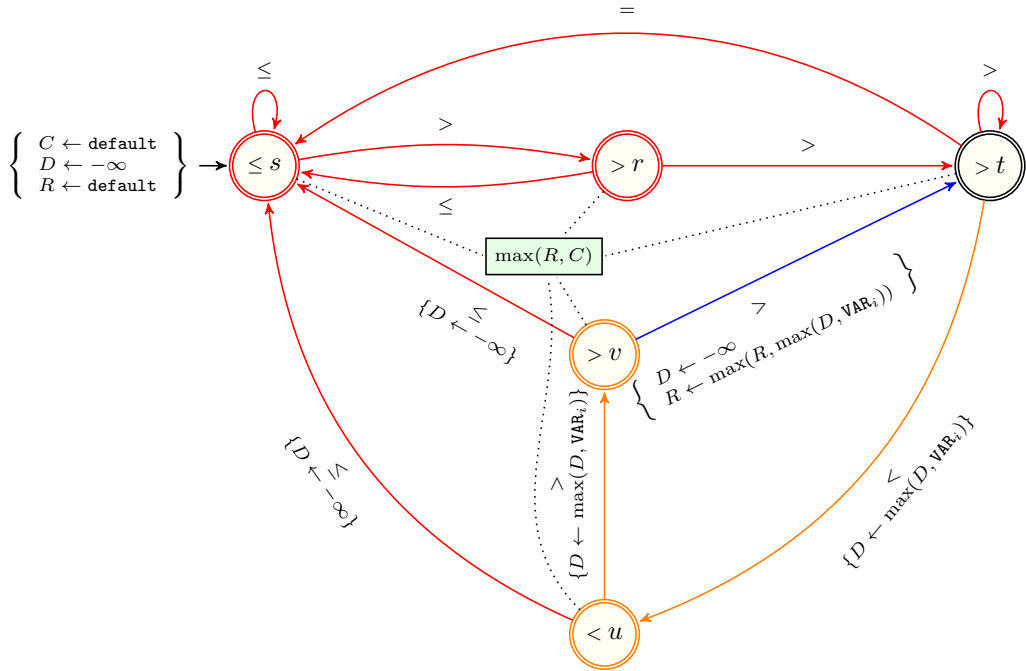 =
≤
>
{ C ← default
D ← −∞
R ← default }
≤ s
>
> r
>
> t
≤
max(R, C)
≤
{D ← −∞}
> v
>
{ D ← −∞
R ← max(R, max(D, VAR_i)) }
≤
{D ← −∞}
>
{D ← max(D, VAR_i)}
<
{D ← max(D, VAR_i)}
< u